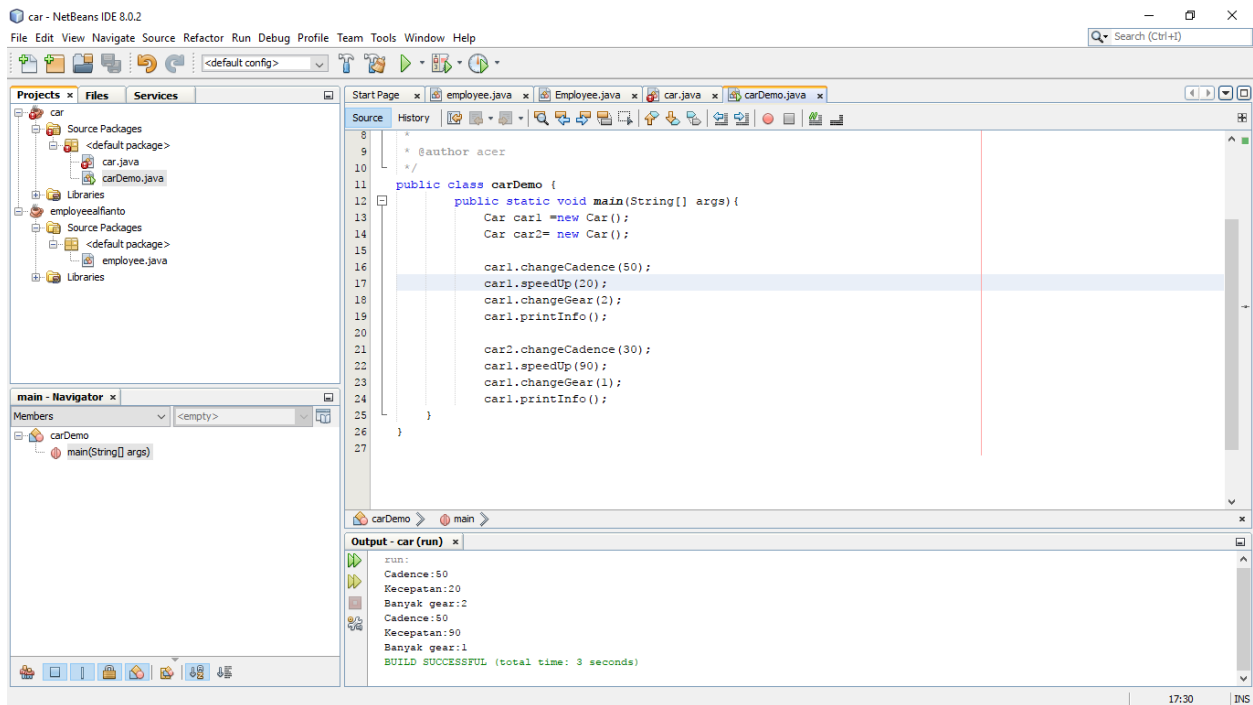 car - NetBeans IDE 8.0.2
File Edit View Navigate Source Refactor Run Debug Profile Team Tools Window Help
Search (Ctrl+I)
<default config>
Projects Files Services
car
Source Packages
<default package>
car.java
carDemo.java
Libraries
employeealfianto
Source Packages
<default package>
employee.java
Libraries
main - Navigator
Members
<empty>
carDemo
main(String[] args)
Start Page employee.java Employee.java car.java carDemo.java
Source History
8 *
9 * @author acer
10 */
11 public class carDemo {
12 public static void main(String[] args){
13 Car car1 =new Car();
14 Car car2= new Car();
15
16 car1.changeCadence(50);
17 car1.speedUp(20);
18 car1.changeGear(2);
19 car1.printInfo();
20
21 car2.changeCadence(30);
22 car1.speedUp(90);
23 car1.changeGear(1);
24 car1.printInfo();
25 }
26 }
27
carDemo main
Output - car (run)
run:
Cadence:50
Kecepatan:20
Banyak gear:2
Cadence:50
Kecepatan:90
Banyak gear:1
BUILD SUCCESSFUL (total time: 3 seconds)
17:30 INS